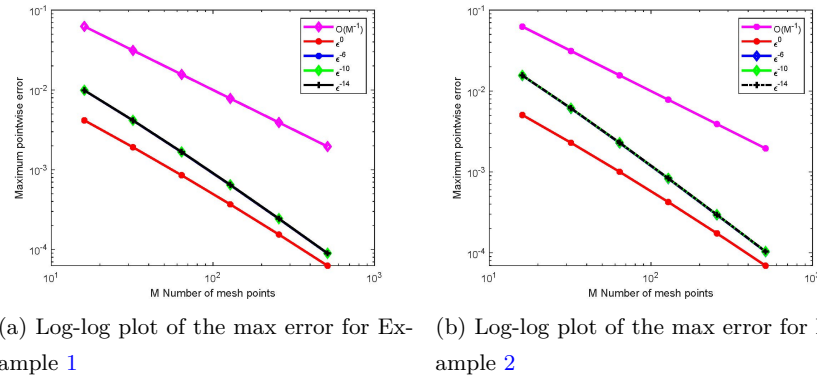 10^-1
10^-2
10^-3
10^-4
Maximum pointwise error
O(M^-1)
ϵ^0
ϵ^-6
ϵ^-10
ϵ^-14
10^1
10^2
10^3
M Number of mesh points
10^-1
10^-2
10^-3
10^-4
Maximum pointwise error
O(M^-1)
ϵ^0
ϵ^-6
ϵ^-10
ϵ^-14
10^1
10^2
10^3
M Number of mesh points
(a) Log-log plot of the max error for Ex-
ample 1
(b) Log-log plot of the max error for
ample 2